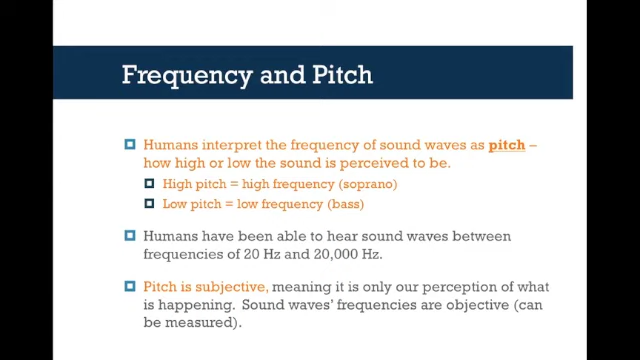 Frequency and Pitch
Humans interpret the frequency of sound waves as pitch –
how high or low the sound is perceived to be.
High pitch = high frequency (soprano)
Low pitch = low frequency (bass)
Humans have been able to hear sound waves between
frequencies of 20 Hz and 20,000 Hz.
Pitch is subjective, meaning it is only our perception of what
is happening. Sound waves' frequencies are objective (can
be measured).